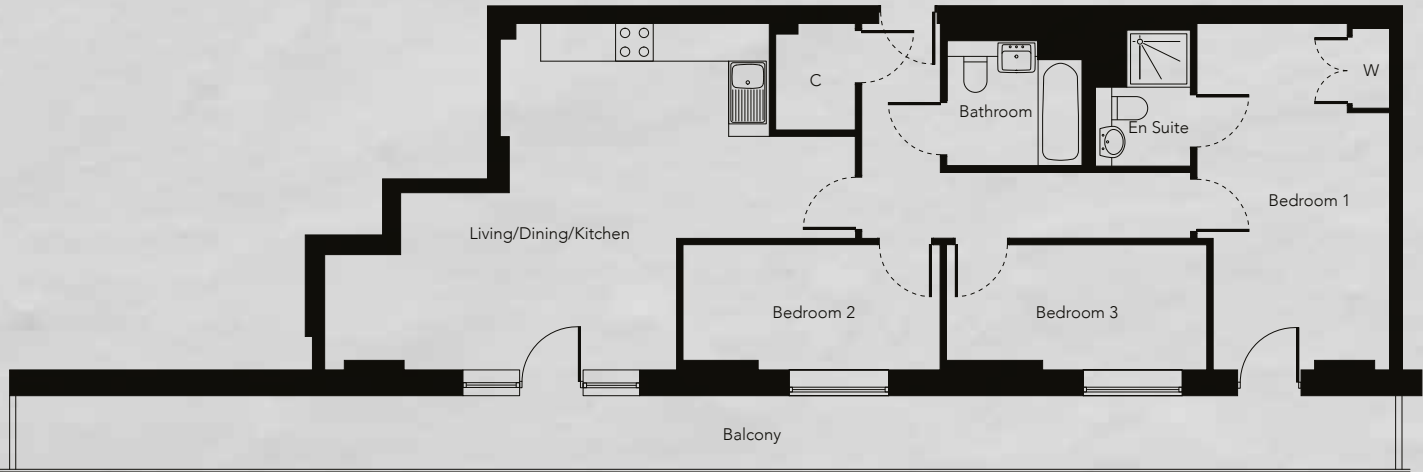 C
W
Bathroom
En Suite
Bedroom 1
Living/Dining/Kitchen
Bedroom 2
Bedroom 3
Balcony